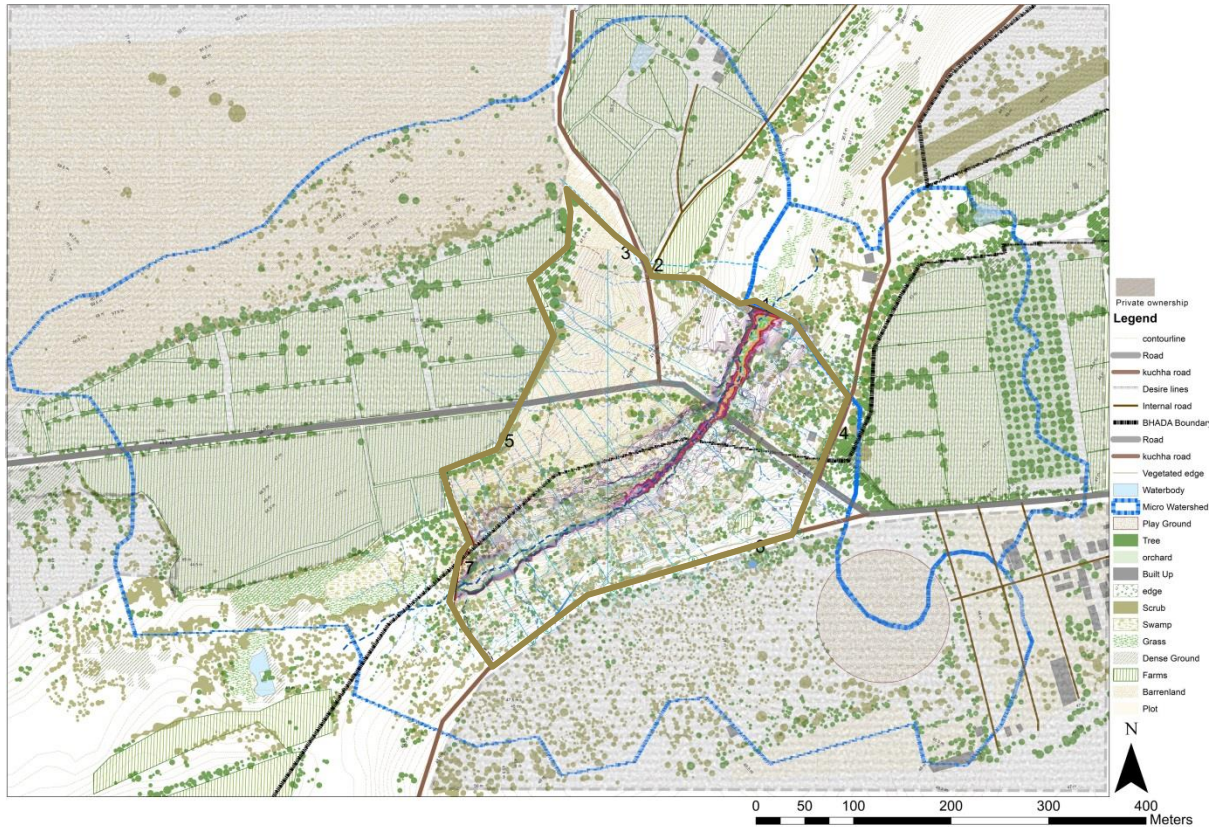 3
2
1
4
5
6
7
Private ownership
Legend
contourline
Road
kuchha road
Desire lines
Internal road
BHADA Boundary
Road
kuchha road
Vegetated edge
Waterbody
Micro Watershed
Play Ground
Tree
orchard
Built Up
edge
Scrub
Swamp
Grass
Dense Ground
Farms
Barrenland
Plot
N
0 50 100 200 300 400
Meters